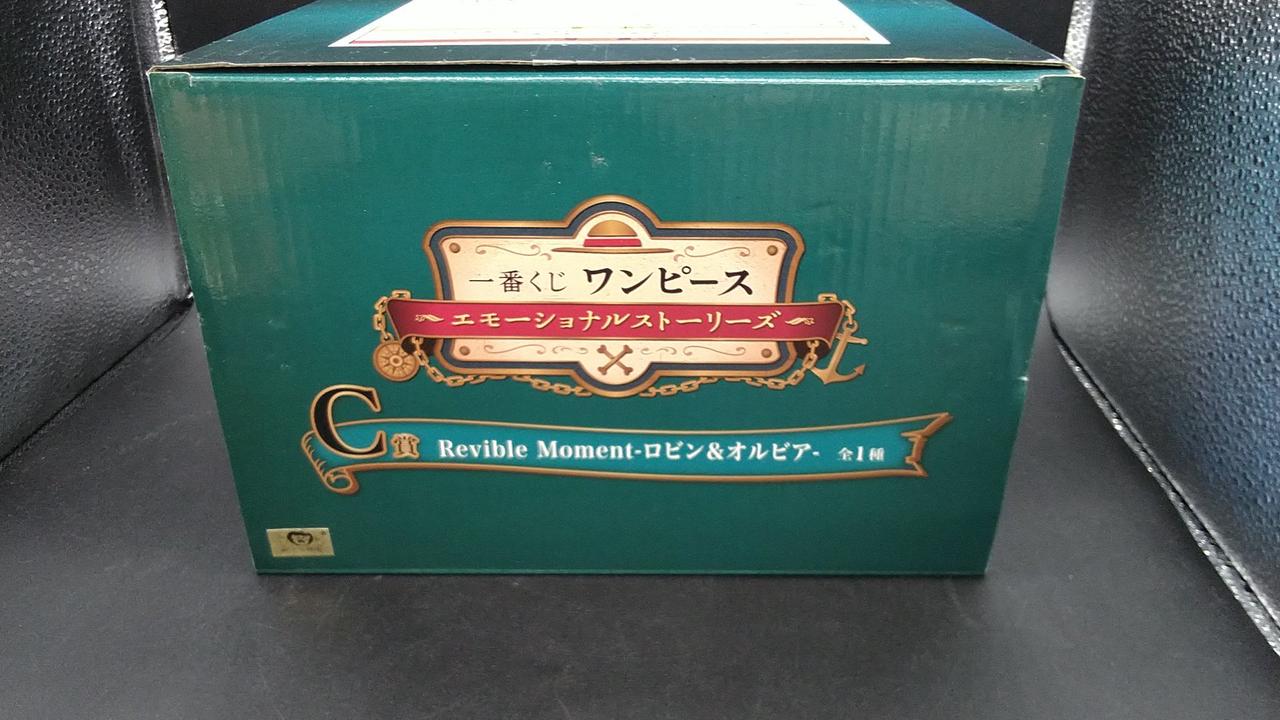 一番くじ ワンピース
エモーショナルストーリーズ
C賞 Revible Moment-ロビン&オルビア- 全1種